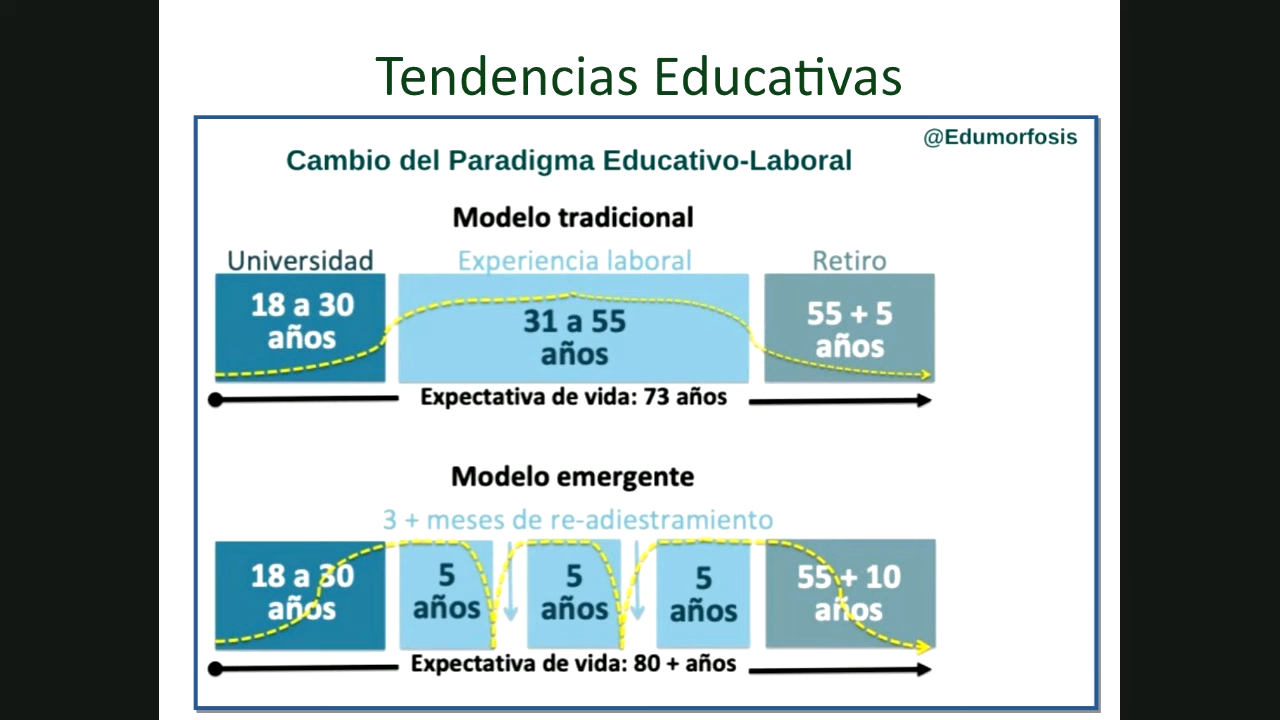 Tendencias Educativas
@Edumorfosis
Cambio del Paradigma Educativo-Laboral
Modelo tradicional
Universidad
Experiencia laboral
Retiro
18 a 30
años
31 a 55
años
55 + 5
años
Expectativa de vida: 73 años
Modelo emergente
3 + meses de re-adiestramiento
18 a 30
años
5
años
5
años
5
años
55 + 10
años
Expectativa de vida: 80 + años